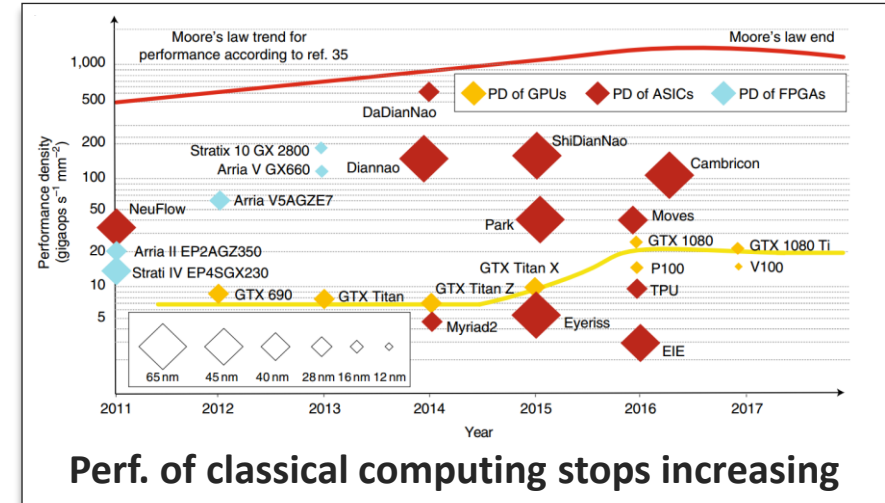 Moore's law trend for
performance according to ref. 35
Moore's law end
1,000
500
200
100
50
20
10
5
Performance density
(gigaops s⁻¹ mm⁻²)
PD of GPUs
PD of ASICs
PD of FPGAs
DaDianNao
Stratix 10 GX 2800
Arria V GX660
Diannao
ShiDianNao
Cambricon
NeuFlow
Arria V5AGZE7
Park
Moves
Arria II EP2AGZ350
Strati IV EP4SGX230
GTX 1080
GTX 1080 Ti
GTX Titan X
P100
V100
GTX 690
GTX Titan
GTX Titan Z
TPU
Myriad2
Eyeriss
EIE
65 nm
45 nm
40 nm
28 nm
16 nm
12 nm
2011
2012
2013
2014
2015
2016
2017
Year
Perf. of classical computing stops increasing